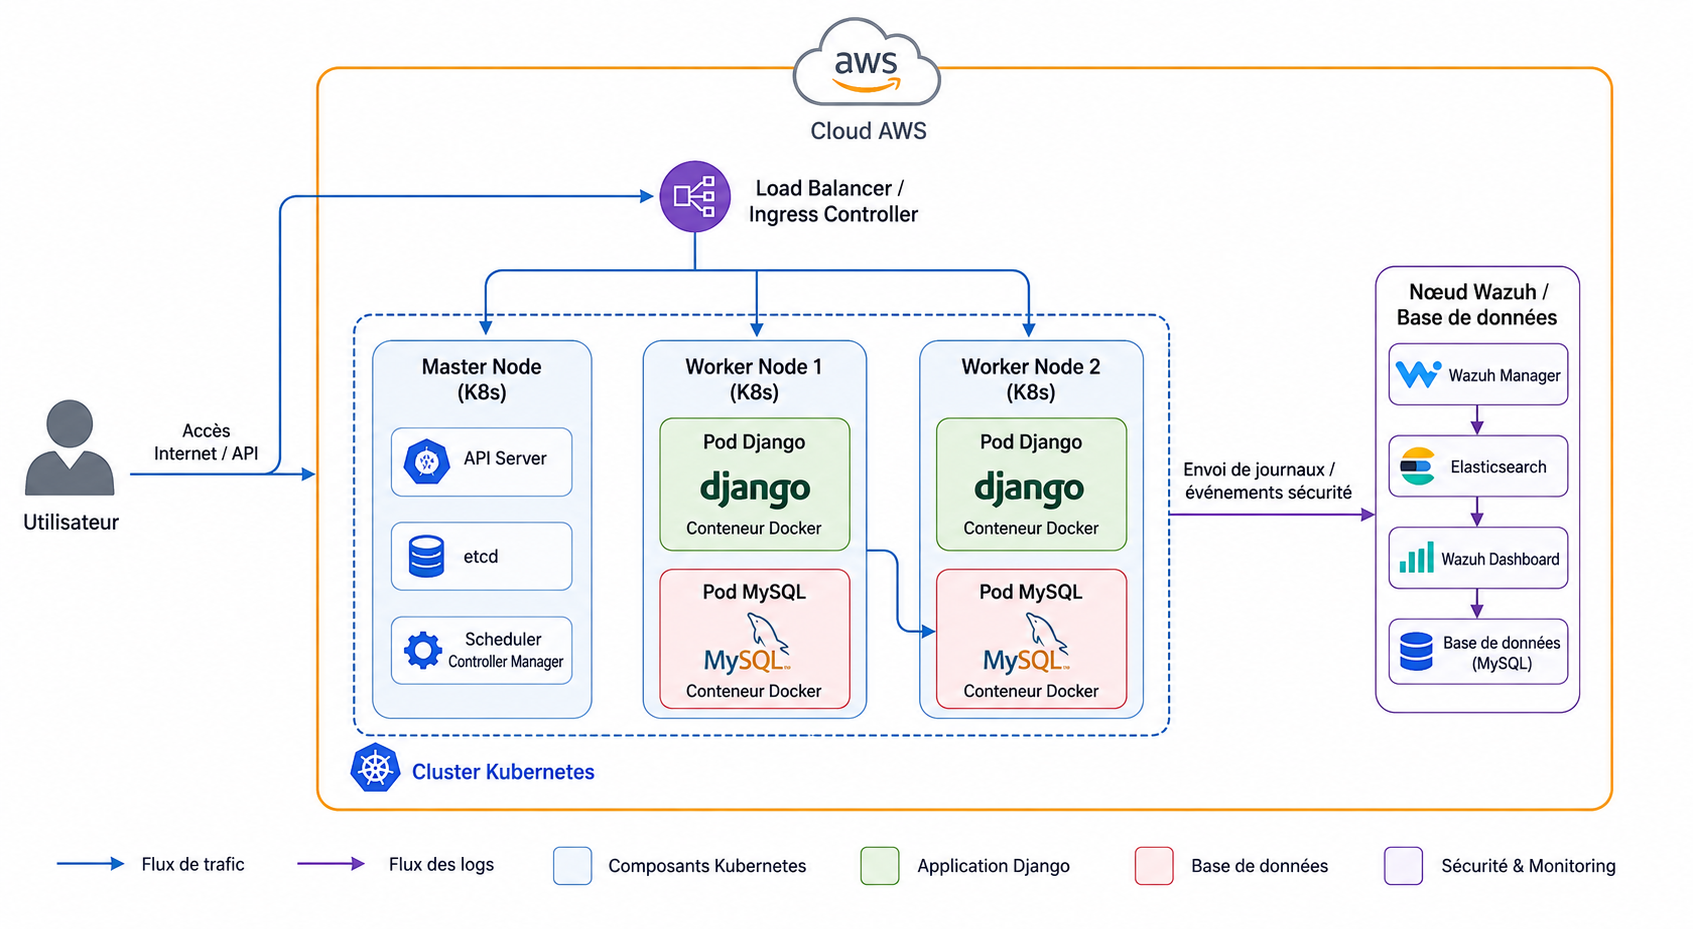 aws
Cloud AWS
Load Balancer /
Ingress Controller
Accès
Internet / API
Utilisateur
Master Node
(K8s)
API Server
etcd
Scheduler
Controller Manager
Worker Node 1
(K8s)
Pod Django
django
Conteneur Docker
Pod MySQL
MySQL
Conteneur Docker
Worker Node 2
(K8s)
Pod Django
django
Conteneur Docker
Pod MySQL
MySQL
Conteneur Docker
Cluster Kubernetes
Envoi de journaux /
événements sécurité
Nœud Wazuh /
Base de données
Wazuh Manager
Elasticsearch
Wazuh Dashboard
Base de données
(MySQL)
Flux de trafic
Flux des logs
Composants Kubernetes
Application Django
Base de données
Sécurité & Monitoring